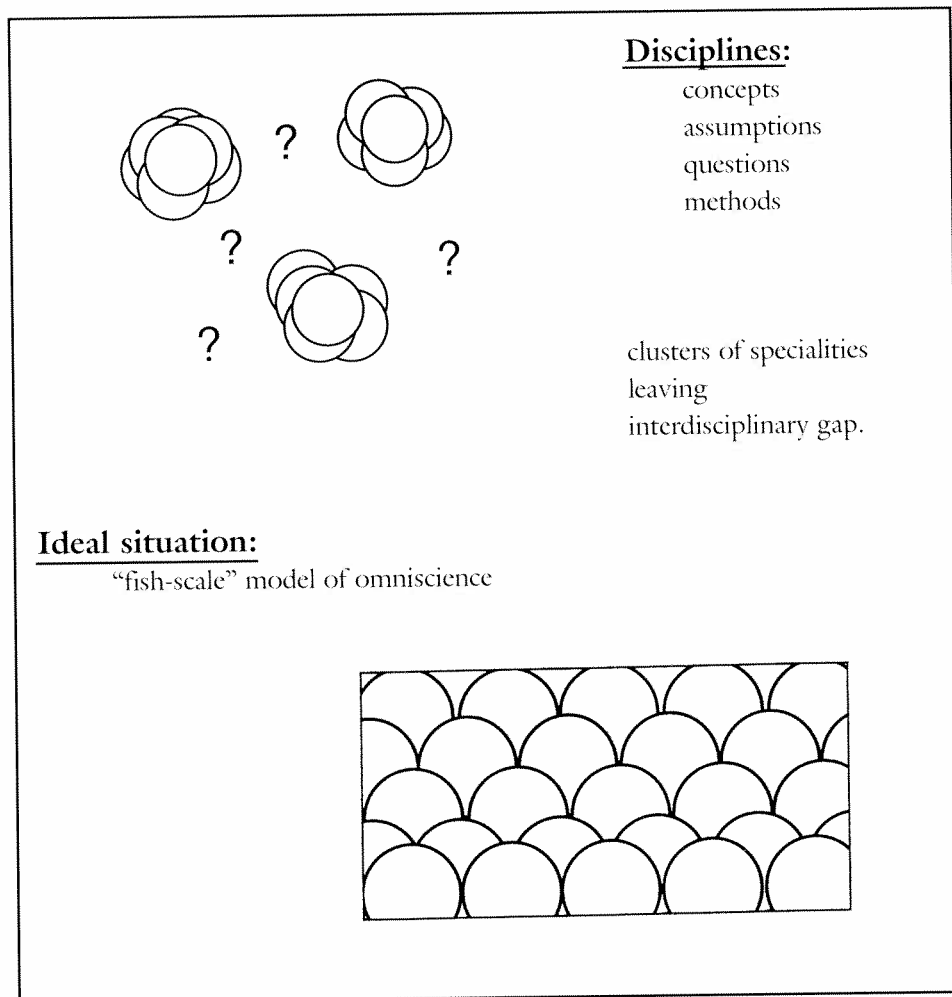 Disciplines:
concepts
assumptions
questions
methods
?
?
?
?
clusters of specialities
leaving
interdisciplinary gap.
Ideal situation:
“fish-scale” model of omniscience